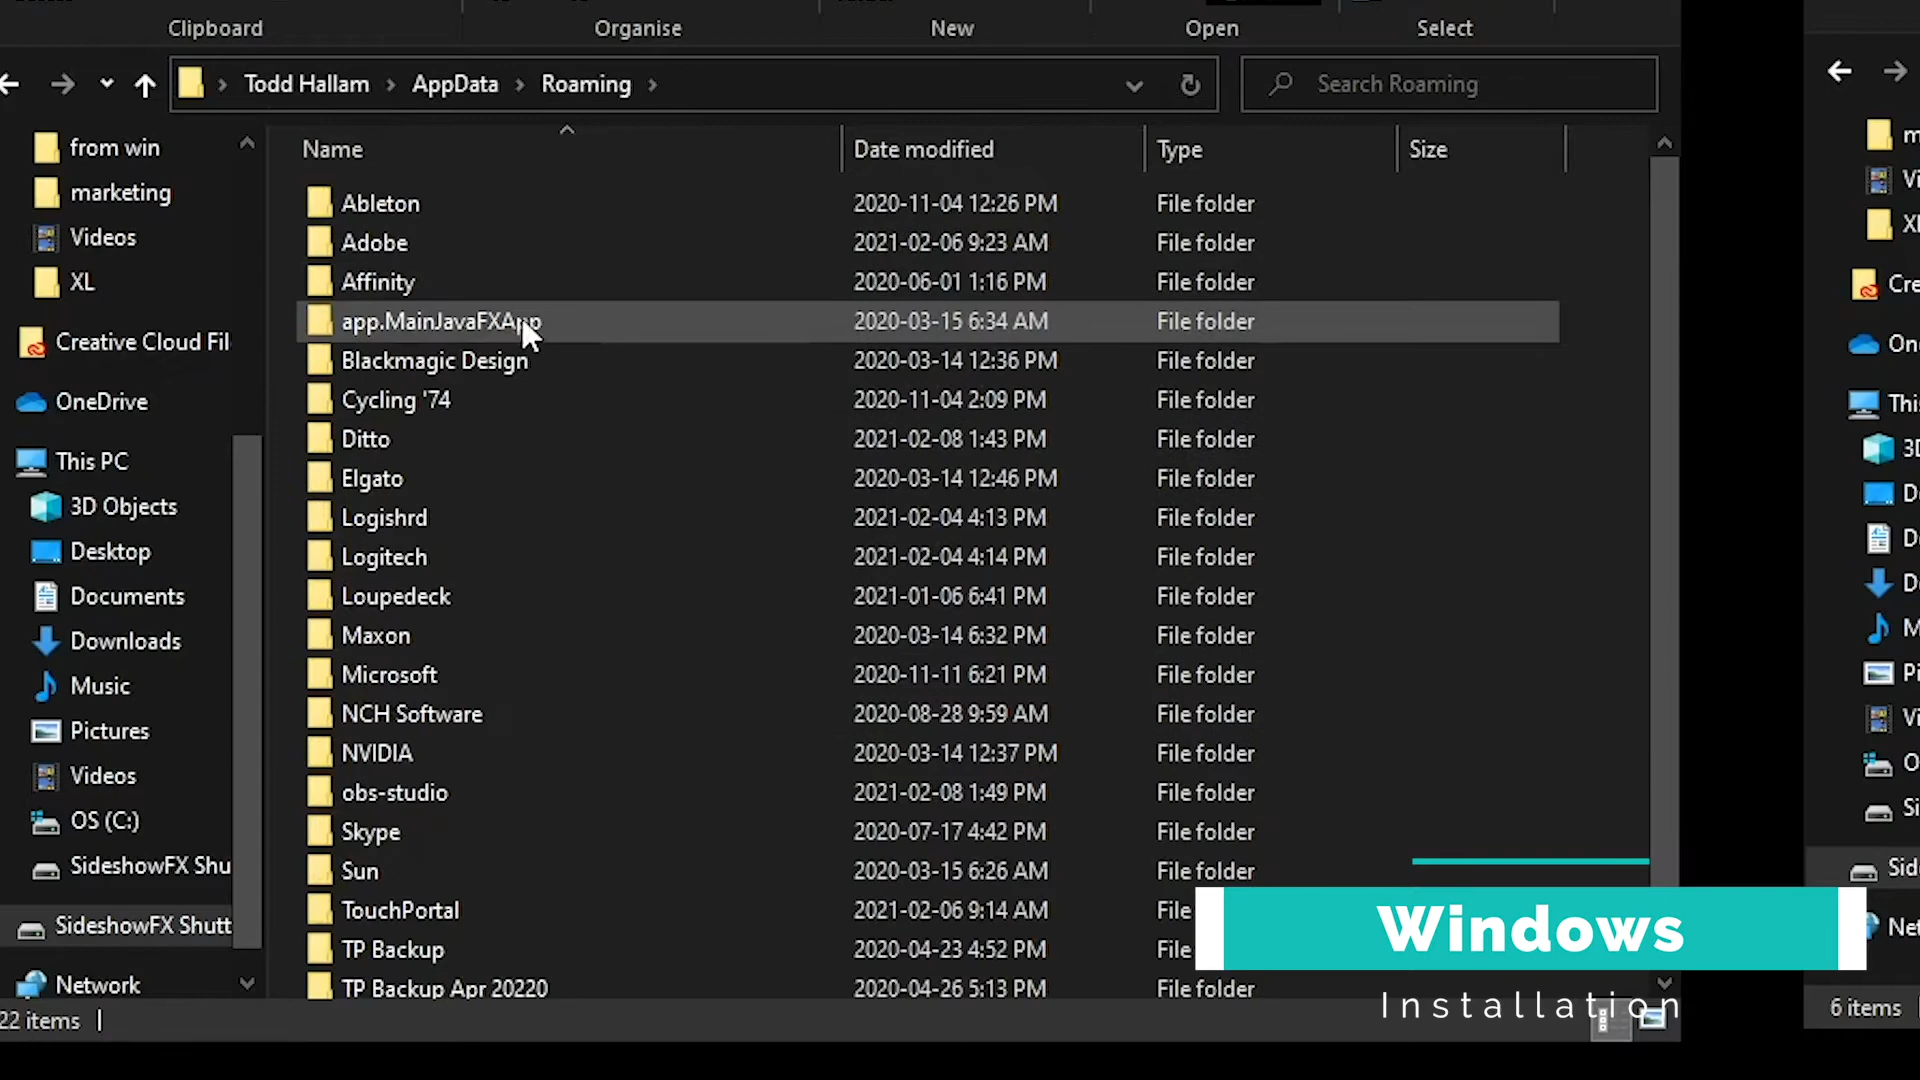 Clipboard
Organise
New
Open
Select
Todd Hallam
AppData
Roaming
Search Roaming
from win
marketing
Videos
XL
Creative Cloud Fil
OneDrive
This PC
3D Objects
Desktop
Documents
Downloads
Music
Pictures
Videos
OS (C:)
SideshowFX Shu
SideshowFX Shutt
Network
Name
Date modified
Type
Size
Ableton 2020-11-04 12:26 PM File folder
Adobe 2021-02-06 9:23 AM File folder
Affinity 2020-06-01 1:16 PM File folder
app.MainJavaFXApp 2020-03-15 6:34 AM File folder
Blackmagic Design 2020-03-14 12:36 PM File folder
Cycling '74 2020-11-04 2:09 PM File folder
Ditto 2021-02-08 1:43 PM File folder
Elgato 2020-03-14 12:46 PM File folder
Logishrd 2021-02-04 4:13 PM File folder
Logitech 2021-02-04 4:14 PM File folder
Loupedeck 2021-01-06 6:41 PM File folder
Maxon 2020-03-14 6:32 PM File folder
Microsoft 2020-11-11 6:21 PM File folder
NCH Software 2020-08-28 9:59 AM File folder
NVIDIA 2020-03-14 12:37 PM File folder
obs-studio 2021-02-08 1:49 PM File folder
Skype 2020-07-17 4:42 PM File folder
Sun 2020-03-15 6:26 AM File folder
TouchPortal 2021-02-06 9:14 AM
TP Backup 2020-04-23 4:52 PM
TP Backup Apr 20220 2020-04-26 5:13 PM File folder
22 items
Windows
Installation
6 items